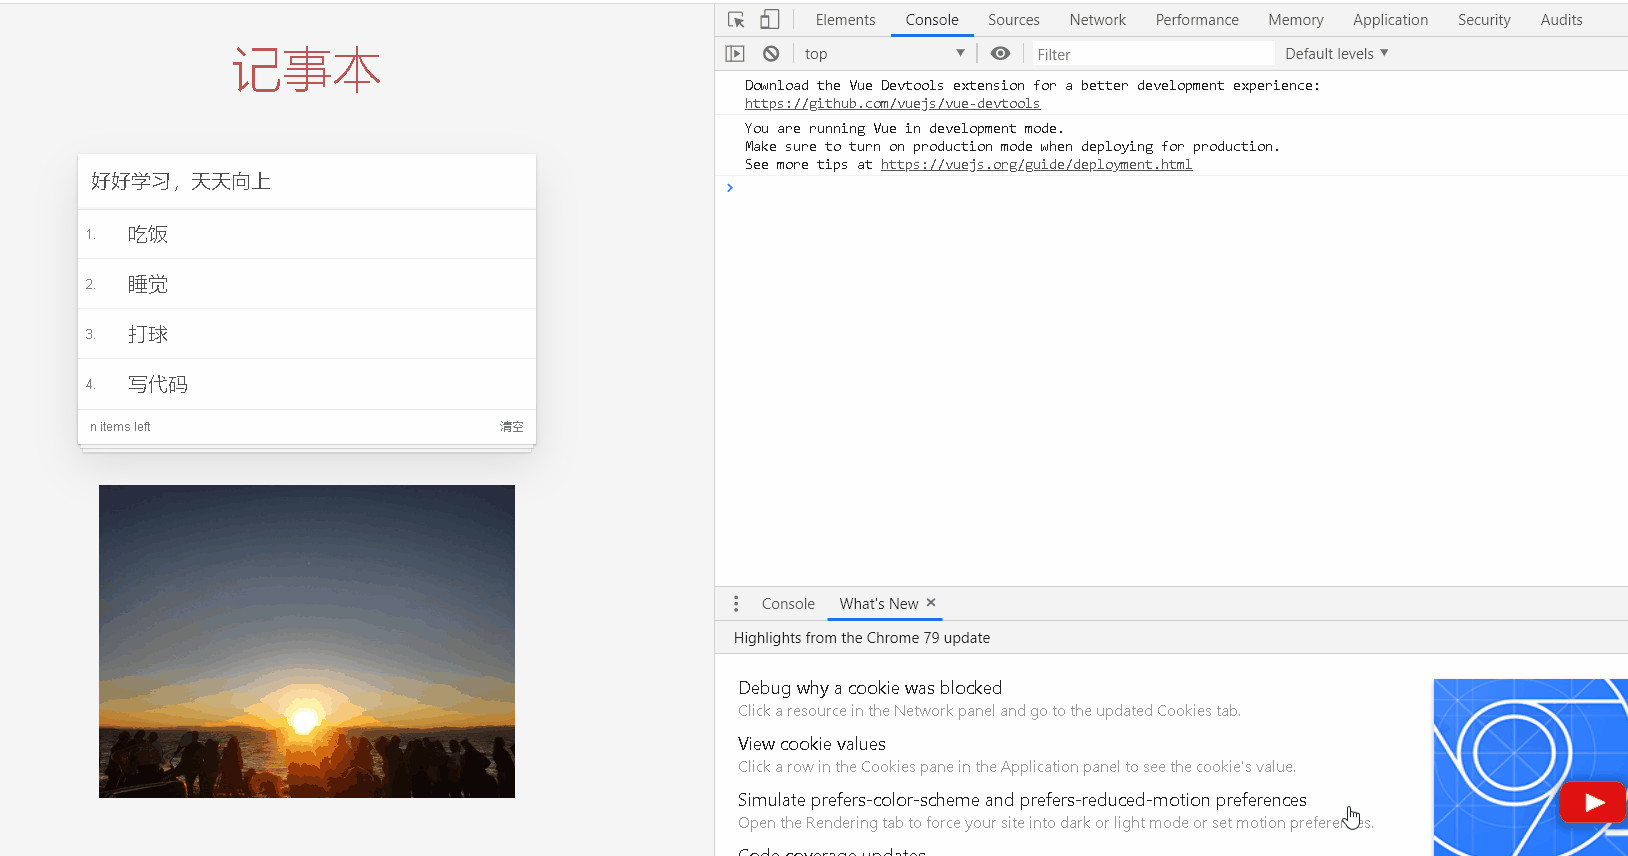 记事本
好好学习，天天向上
1. 吃饭
2. 睡觉
3. 打球
4. 写代码
n items left 清空
Elements Console Sources Network Performance Memory Application Security Audits
top Filter Default levels
Download the Vue Devtools extension for a better development experience:
https://github.com/vuejs/vue-devtools
You are running Vue in development mode.
Make sure to turn on production mode when deploying for production.
See more tips at https://vuejs.org/guide/deployment.html
Console What's New
Highlights from the Chrome 79 update
Debug why a cookie was blocked
Click a resource in the Network panel and go to the updated Cookies tab.
View cookie values
Click a row in the Cookies pane in the Application panel to see the cookie's value.
Simulate prefers-color-scheme and prefers-reduced-motion preferences
Open the Rendering tab to force your site into dark or light mode or set motion preferences.
Code coverage updates